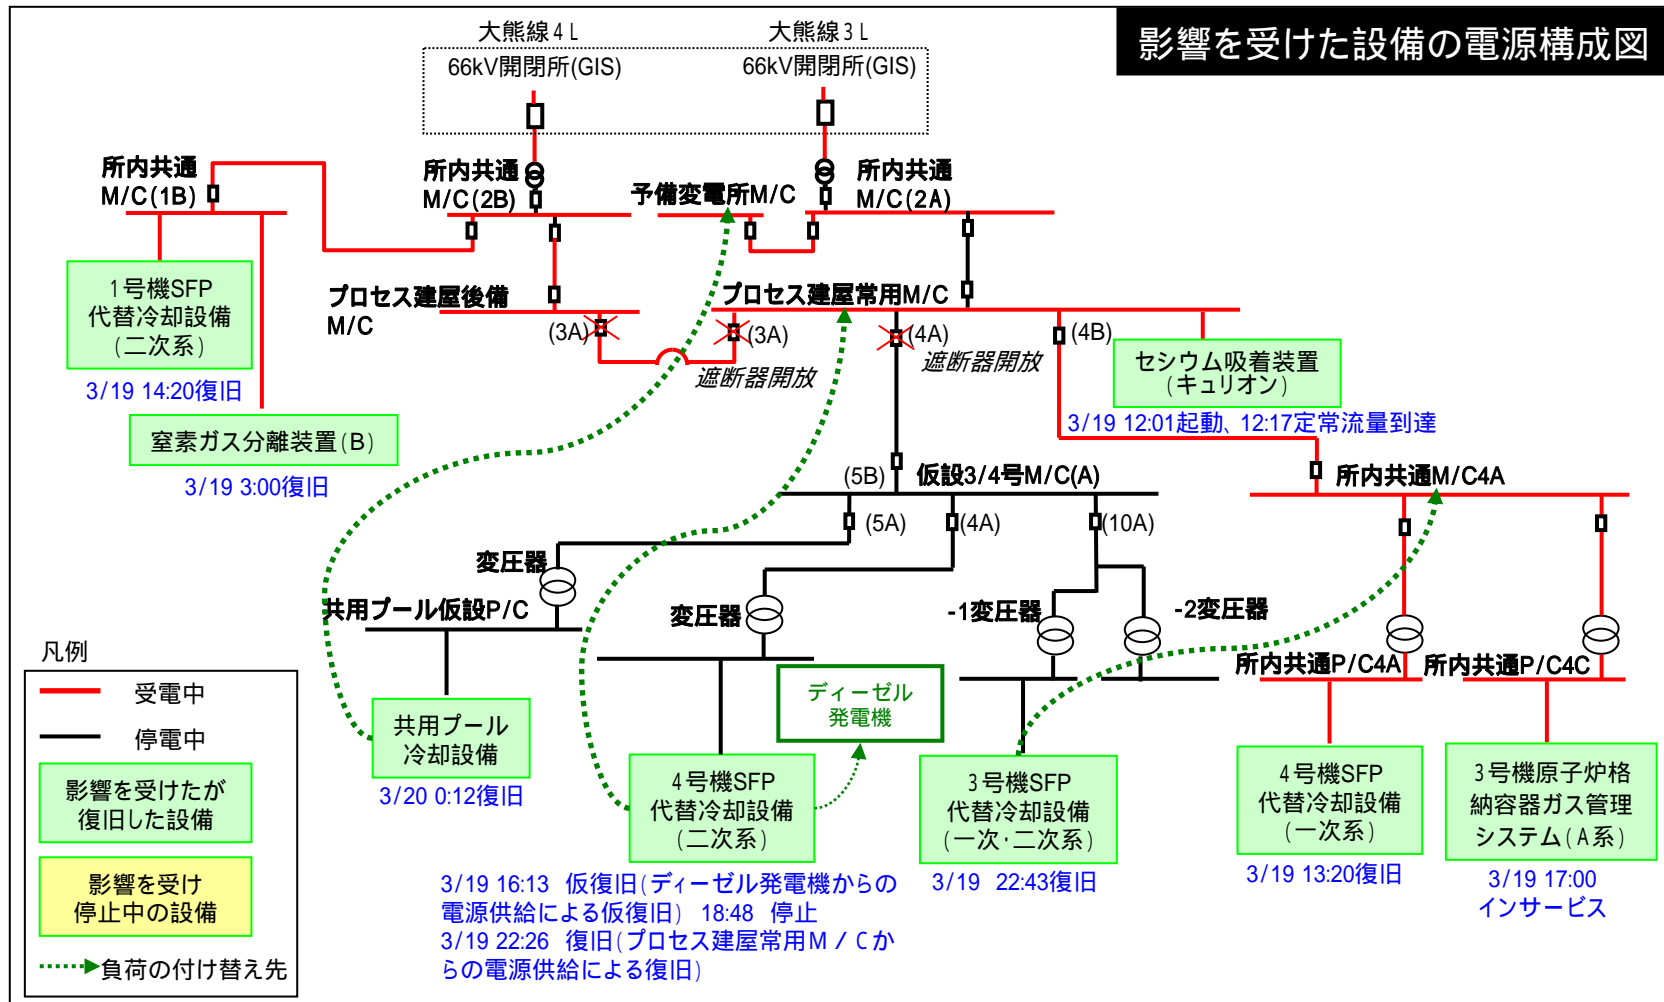 影響を受けた設備の電源構成図
大熊線4L
大熊線3L
66kV開閉所(GIS)
66kV開閉所(GIS)
所内共通
M/C(1B)
所内共通
M/C(2B)
予備変電所M/C
所内共通
M/C(2A)
1号機SFP
代替冷却設備
(二次系)
3/19 14:20復旧
プロセス建屋後備
M/C
プロセス建屋常用M/C
(3A)
(3A)
遮断器開放
(4A)
遮断器開放
(4B)
セシウム吸着装置
(キュリオン)
3/19 12:01起動、12:17定常流量到達
窒素ガス分離装置(B)
3/19 3:00復旧
(5B)
仮設3/4号M/C(A)
所内共通M/C4A
(5A)
(4A)
(10A)
変圧器
共用プール仮設P/C
変圧器
-1変圧器
-2変圧器
所内共通P/C4A
所内共通P/C4C
凡例
受電中
停電中
影響を受けたが
復旧した設備
影響を受け
停止中の設備
負荷の付け替え先
共用プール
冷却設備
3/20 0:12復旧
ディーゼル
発電機
4号機SFP
代替冷却設備
(二次系)
3/19 16:13 仮復旧(ディーゼル発電機からの
電源供給による仮復旧) 18:48 停止
3/19 22:26 復旧(プロセス建屋常用M/Cか
らの電源供給による復旧)
3号機SFP
代替冷却設備
(一次・二次系)
3/19 22:43復旧
4号機SFP
代替冷却設備
(一次系)
3/19 13:20復旧
3号機原子炉格
納容器ガス管理
システム(A系)
3/19 17:00
インサービス